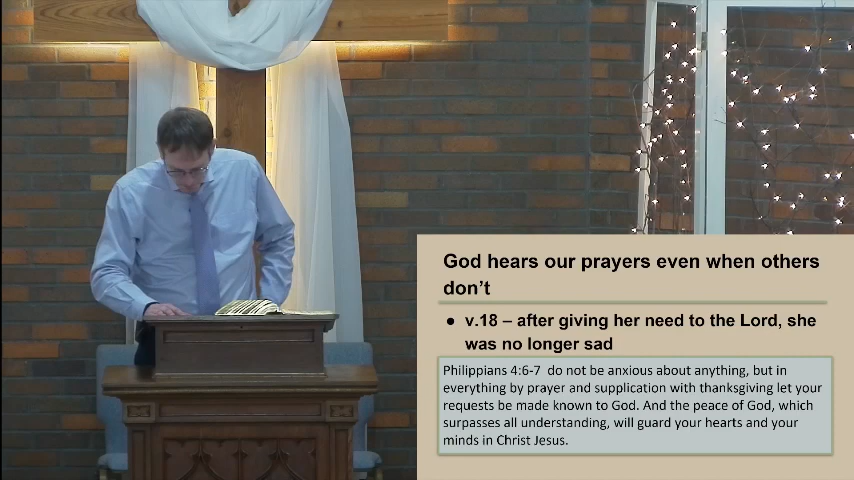 God hears our prayers even when others
don't
• v.18 – after giving her need to the Lord, she
was no longer sad
Philippians 4:6-7  do not be anxious about anything, but in
everything by prayer and supplication with thanksgiving let your
requests be made known to God. And the peace of God, which
surpasses all understanding, will guard your hearts and your
minds in Christ Jesus.